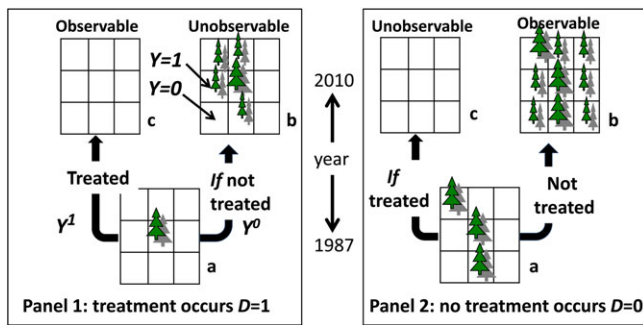 Observable
Unobservable
Y=1
Y=0
c
b
Treated
If not
treated
Y¹
Y⁰
a
Panel 1: treatment occurs D=1
2010
year
1987
Unobservable
Observable
c
b
If
treated
Not
treated
a
Panel 2: no treatment occurs D=0